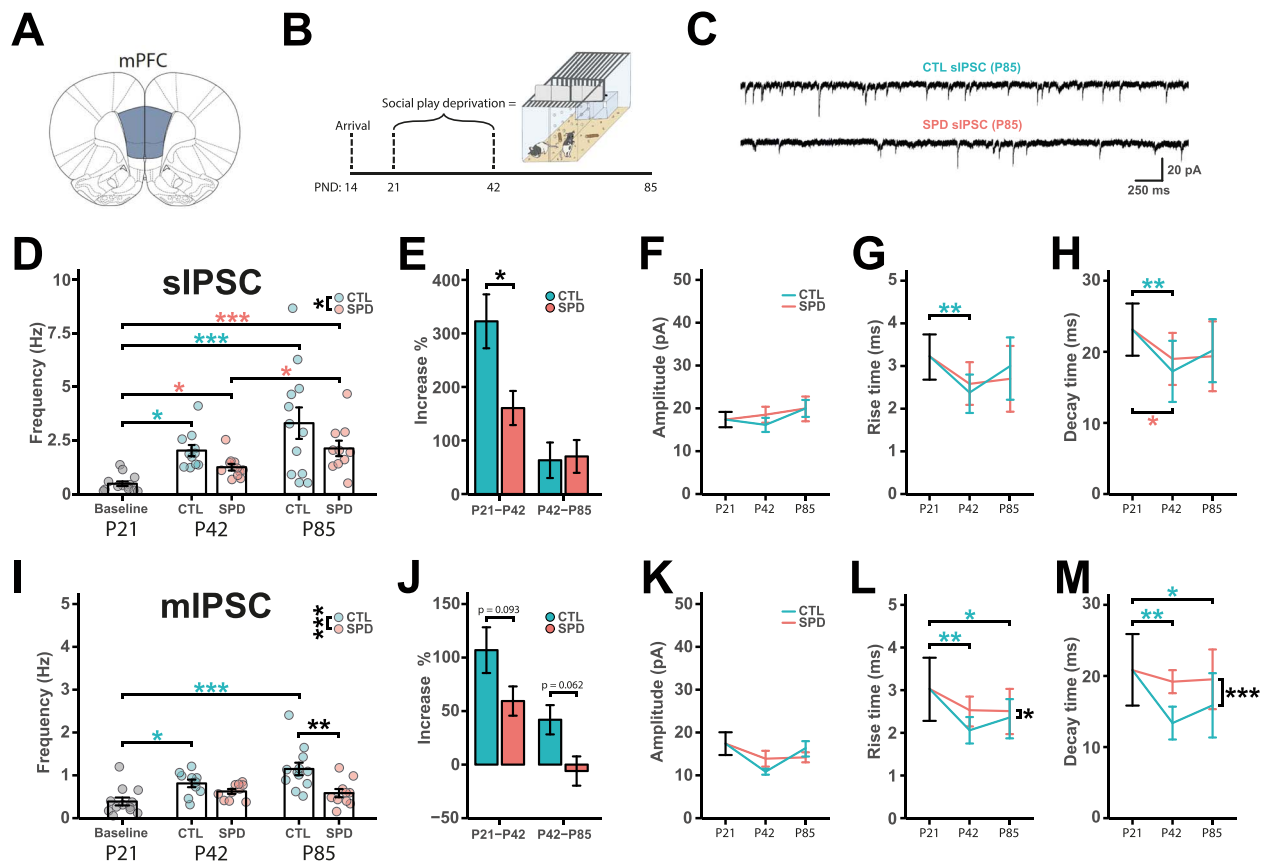 A
mPFC
B
Social play deprivation =
Arrival
PND: 14
21
42
85
C
CTL sIPSC (P85)
SPD sIPSC (P85)
20 pA
250 ms
D
sIPSC
Frequency (Hz)
10
7.5
5
2.5
0
* CTL
SPD
***
***
*
*
*
Baseline
CTL
SPD
CTL
SPD
P21
P42
P85
E
Increase %
400
300
200
100
0
*
CTL
SPD
P21−P42
P42−P85
F
Amplitude (pA)
50
40
30
20
10
0
CTL
SPD
P21
P42
P85
G
Rise time (ms)
5
4
3
2
1
0
**
P21
P42
P85
H
Decay time (ms)
30
20
10
0
**
*
P21
P42
P85
I
mIPSC
Frequency (Hz)
5
4
3
2
1
0
*** CTL
SPD
***
**
*
Baseline
CTL
SPD
CTL
SPD
P21
P42
P85
J
Increase %
150
100
50
0
−50
p = 0.093
p = 0.062
CTL
SPD
P21−P42
P42−P85
K
Amplitude (pA)
50
40
30
20
10
0
CTL
SPD
P21
P42
P85
L
Rise time (ms)
5
4
3
2
1
0
*
**
*
P21
P42
P85
M
Decay time (ms)
30
20
10
0
*
**
***
P21
P42
P85